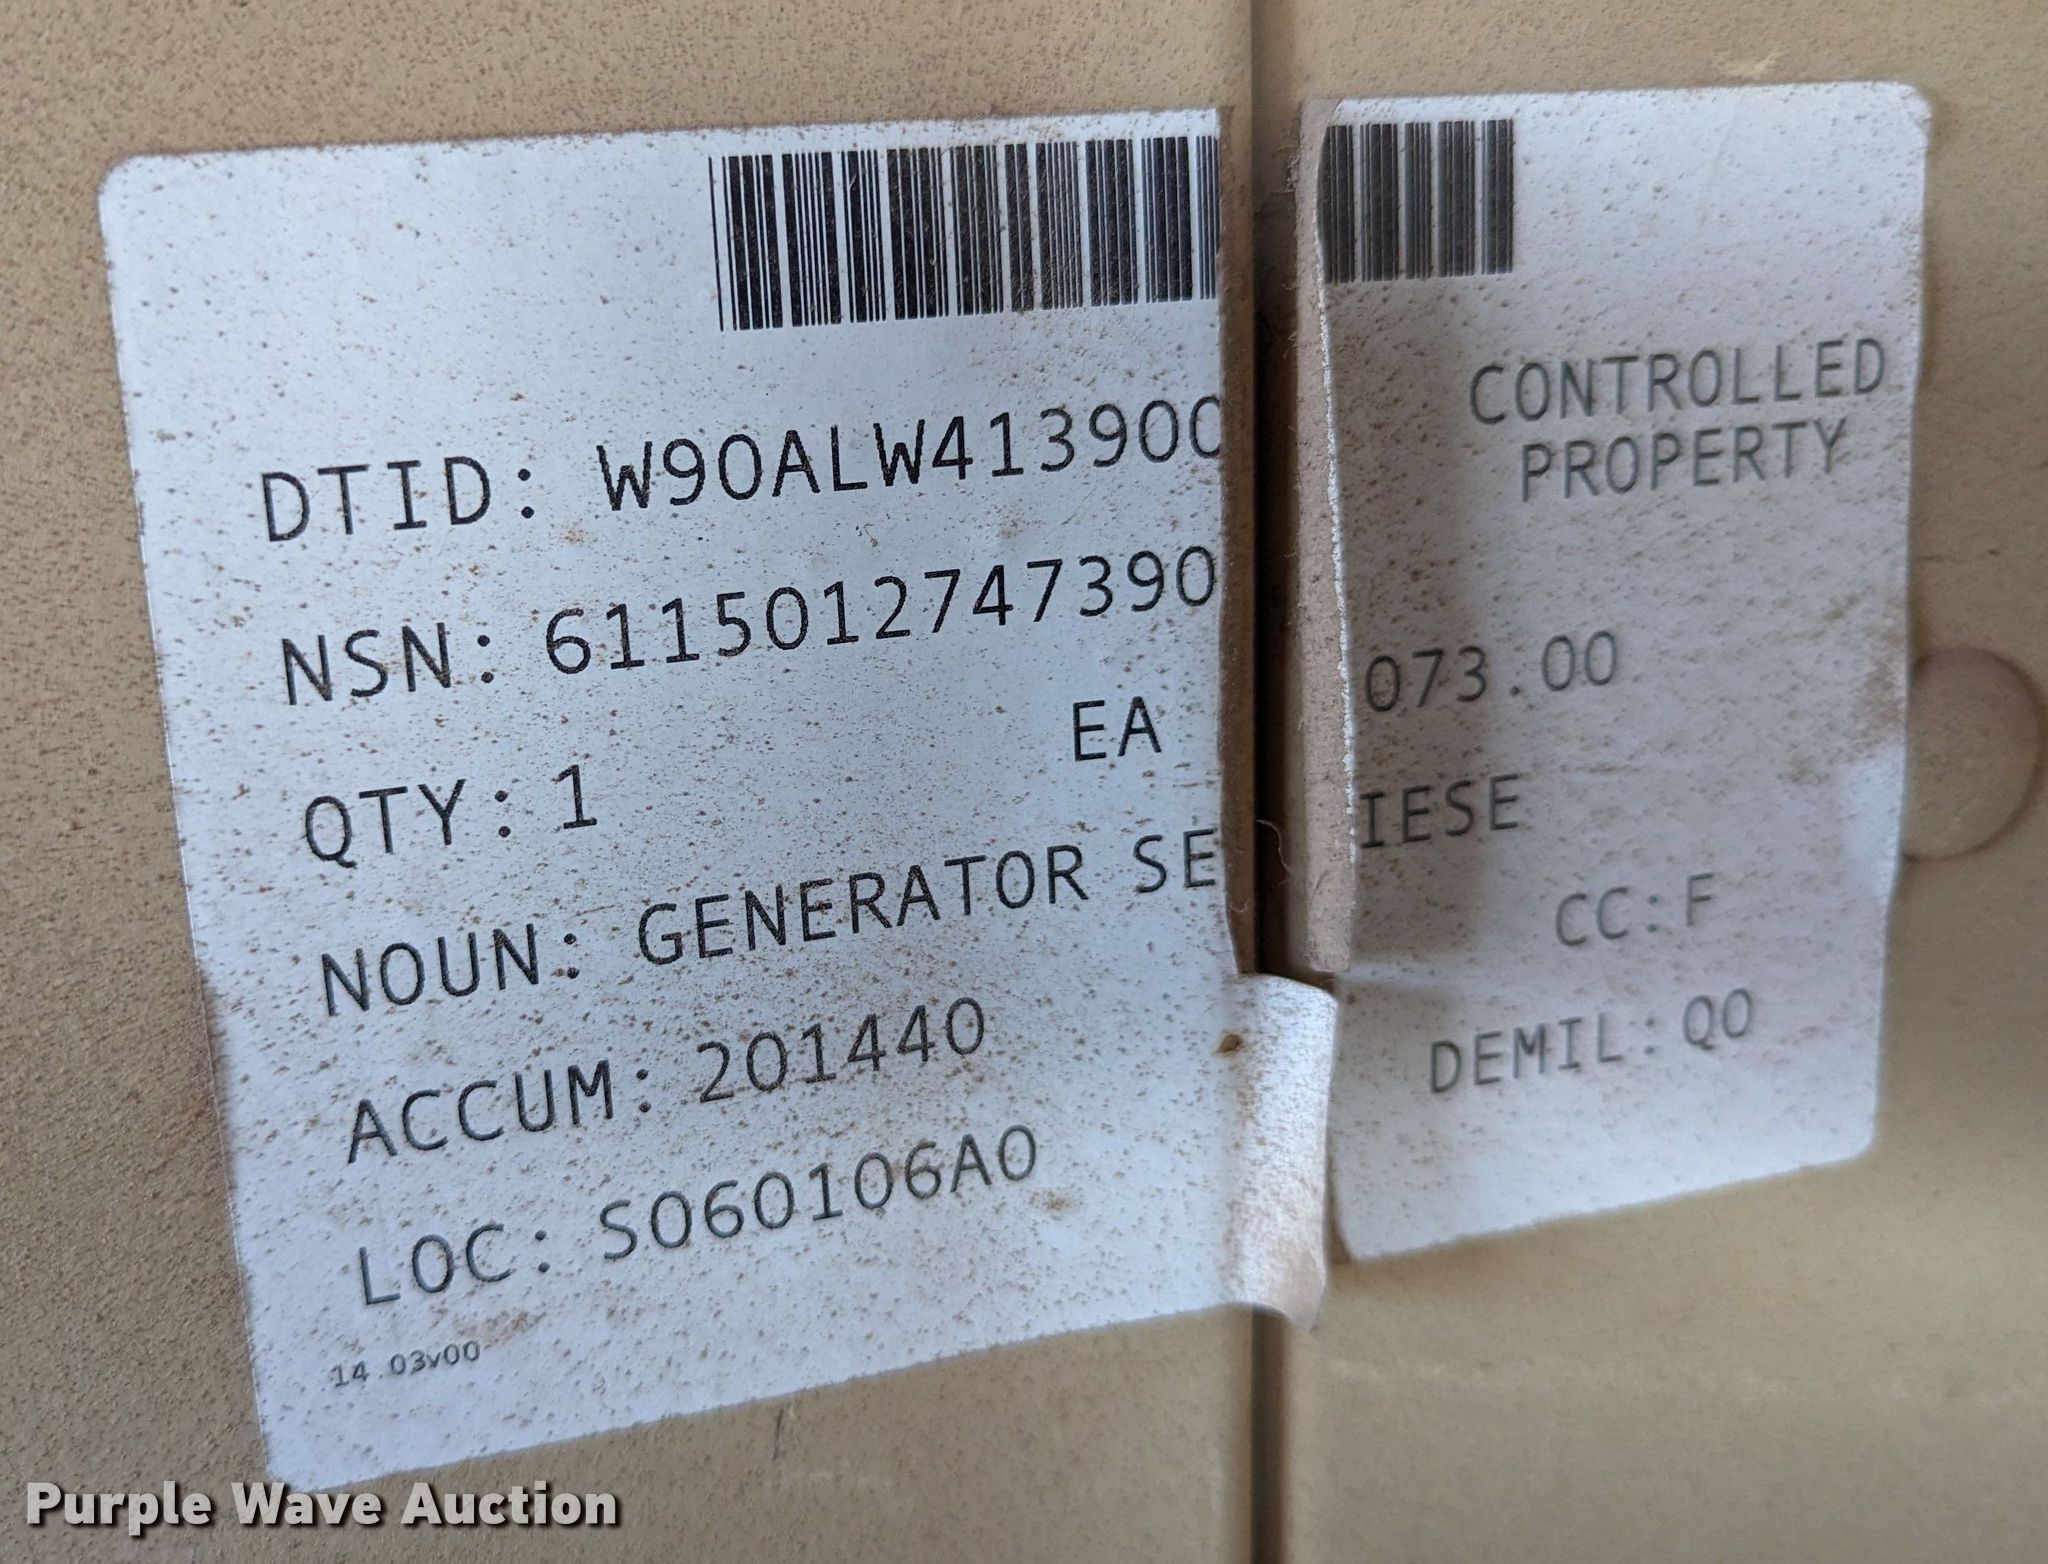 CONTROLLED
PROPERTY
DTID: W90ALW413900
NSN: 6115012747390
QTY: 1 EA 073.00
NOUN: GENERATOR SE IESE
ACCUM: 201440 CC: F
LOC: S060106A0 DEMIL: Q0
14.03v00
Purple Wave Auction